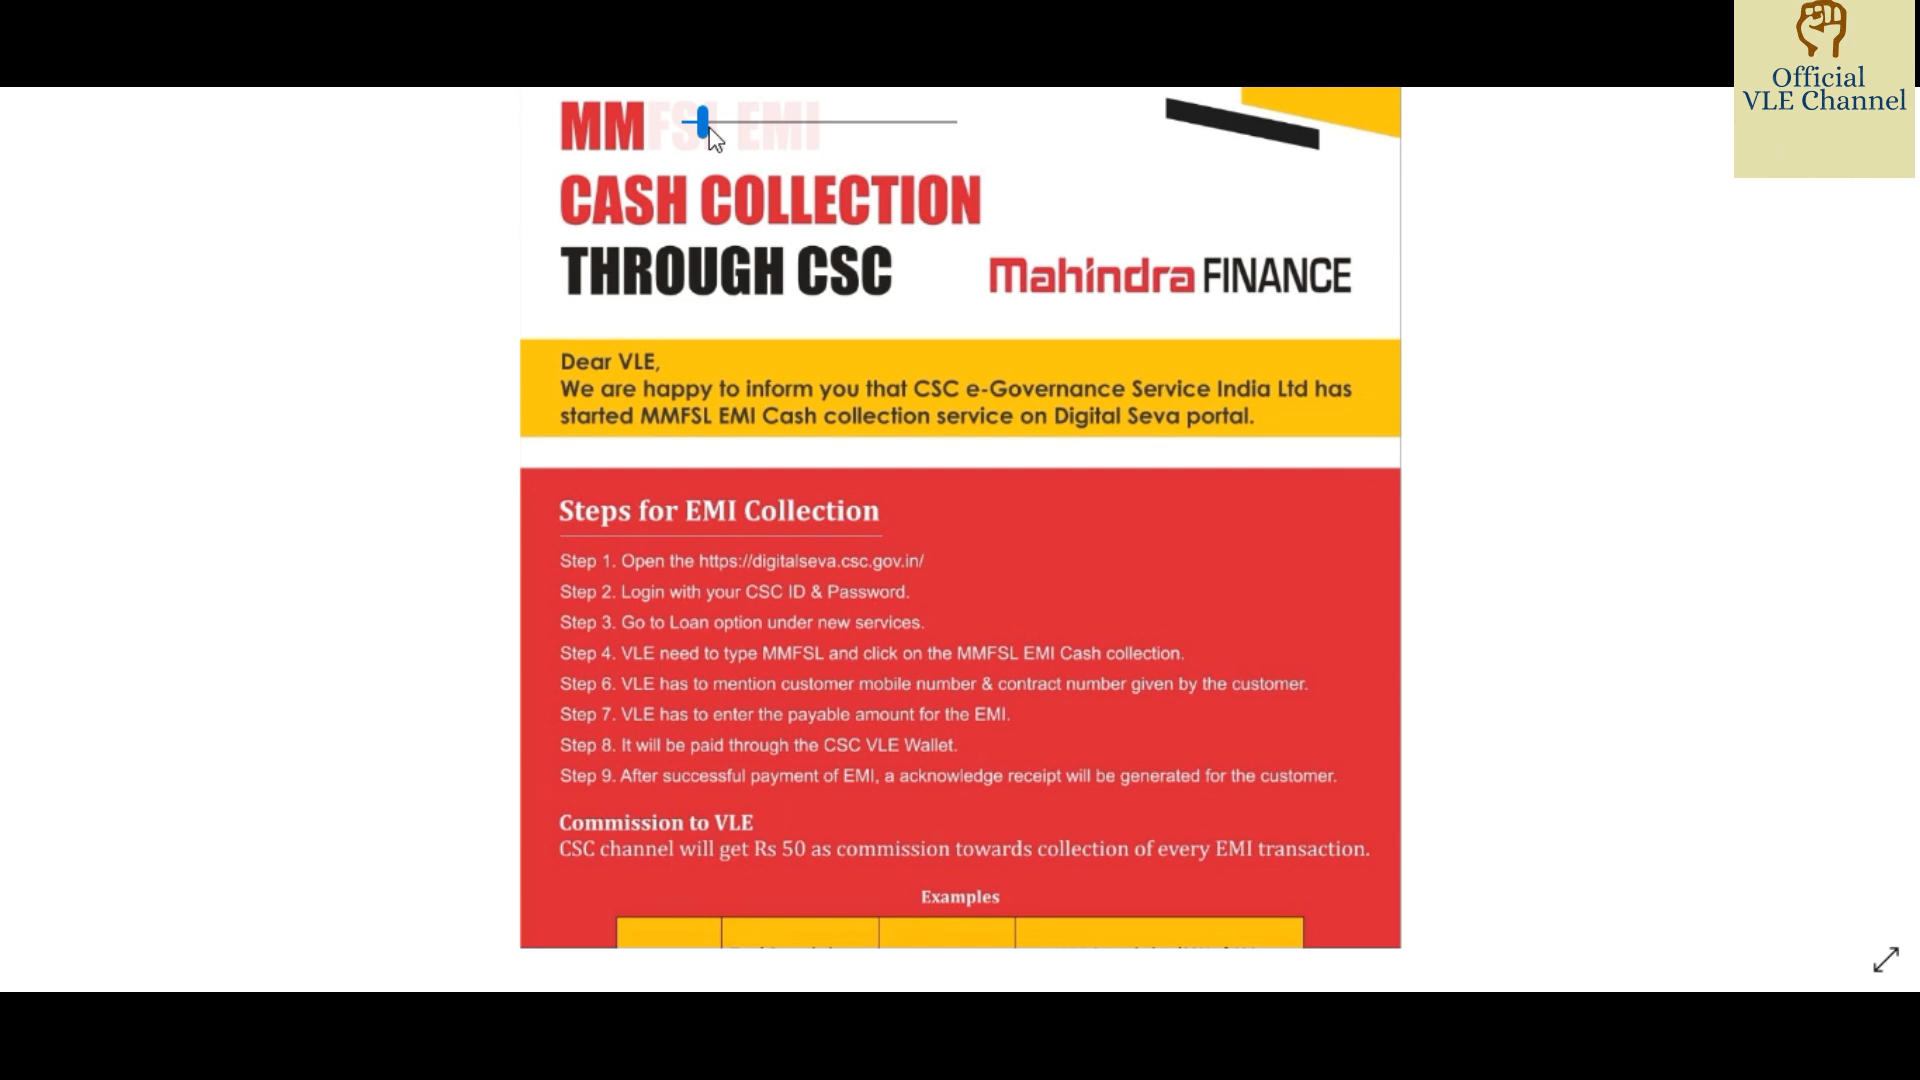 Official
VLE Channel
MMFSL EMI
CASH COLLECTION
THROUGH CSC
Mahindra FINANCE
Dear VLE,
We are happy to inform you that CSC e-Governance Service India Ltd has
started MMFSL EMI Cash collection service on Digital Seva portal.
Steps for EMI Collection
Step 1. Open the https://digitalseva.csc.gov.in/
Step 2. Login with your CSC ID & Password.
Step 3. Go to Loan option under new services.
Step 4. VLE need to type MMFSL and click on the MMFSL EMI Cash collection.
Step 6. VLE has to mention customer mobile number & contract number given by the customer.
Step 7. VLE has to enter the payable amount for the EMI.
Step 8. It will be paid through the CSC VLE Wallet.
Step 9. After successful payment of EMI, a acknowledge receipt will be generated for the customer.
Commission to VLE
CSC channel will get Rs 50 as commission towards collection of every EMI transaction.
Examples